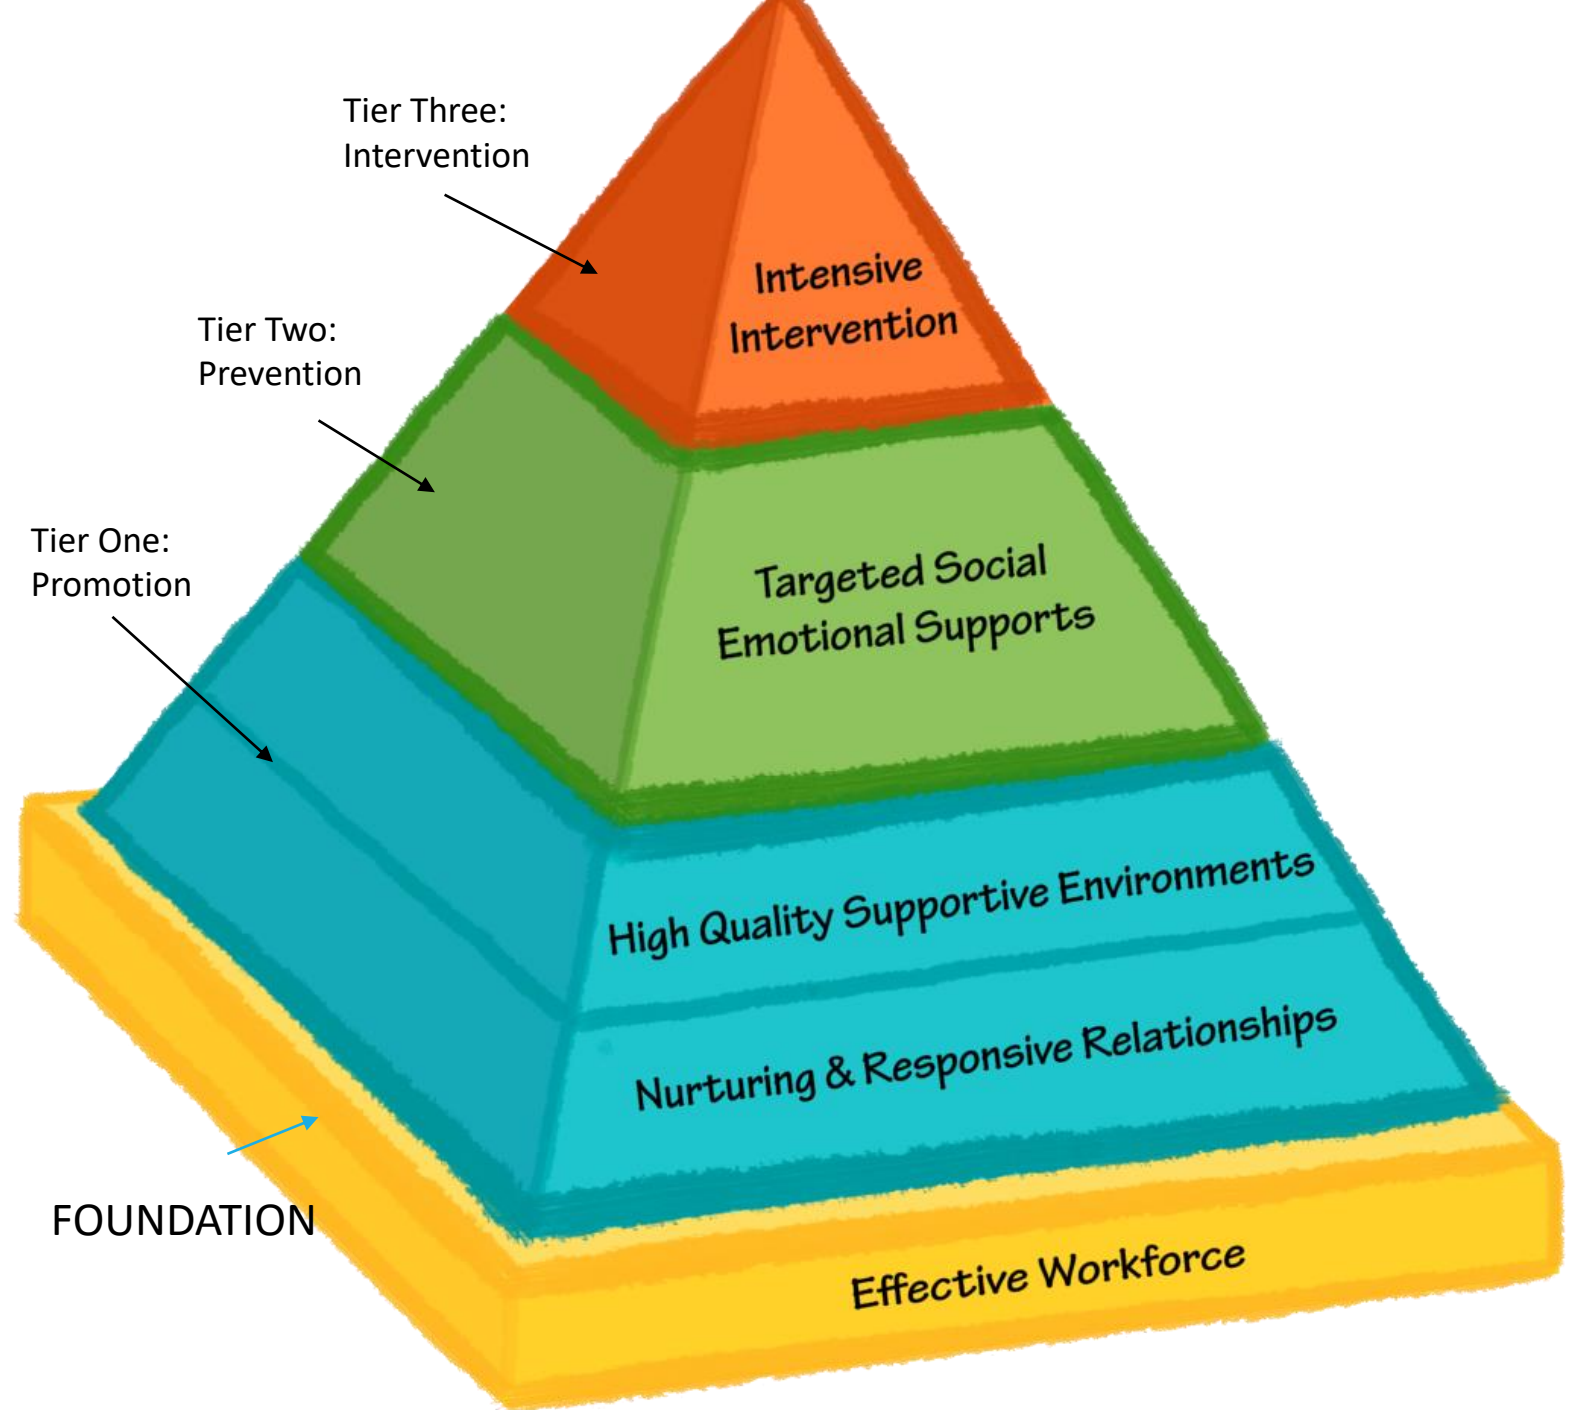 Tier Three:
Intervention
Intensive
Intervention
Tier Two:
Prevention
Targeted Social
Emotional Supports
Tier One:
Promotion
High Quality Supportive Environments
Nurturing & Responsive Relationships
FOUNDATION
Effective Workforce